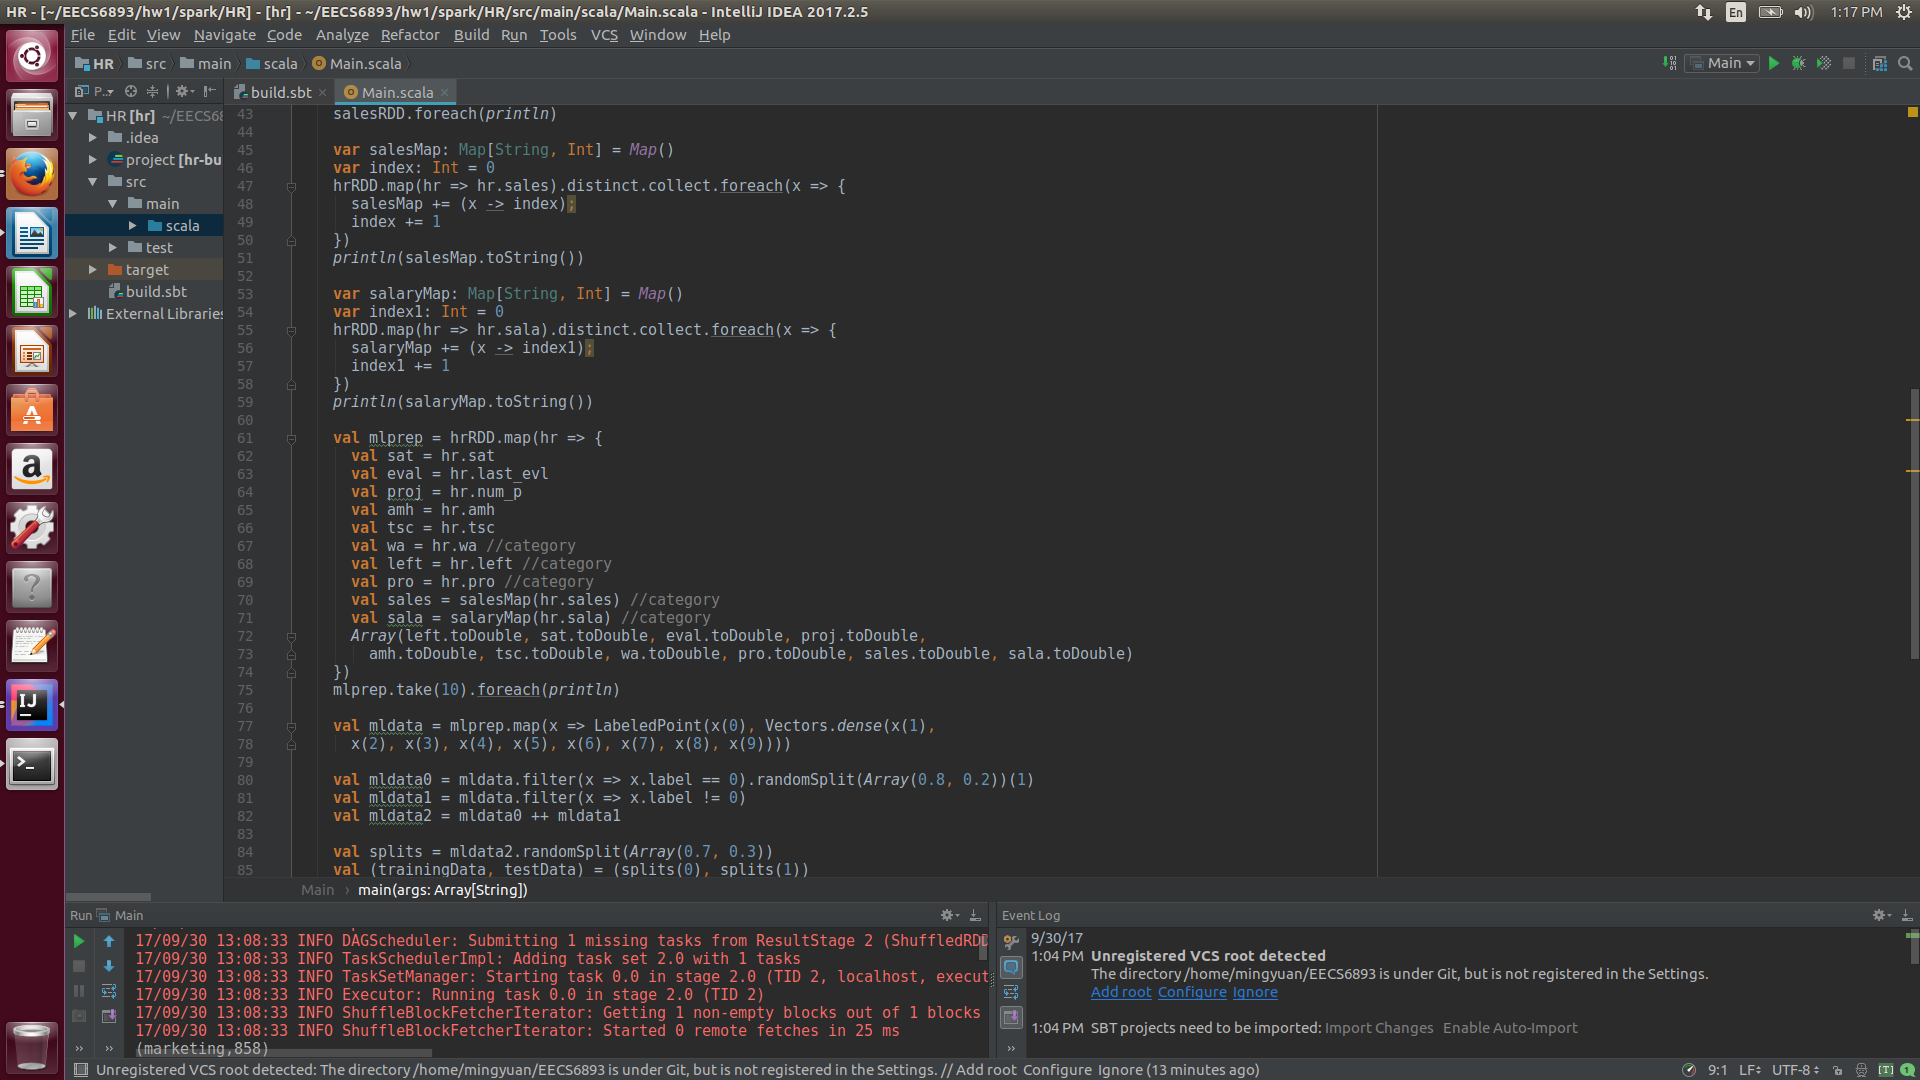 HR - [~/EECS6893/hw1/spark/HR] - [hr] - ~/EECS6893/hw1/spark/HR/src/main/scala/Main.scala - IntelliJ IDEA 2017.2.5
En
1:17 PM
File Edit View Navigate Code Analyze Refactor Build Run Tools VCS Window Help
HR src main scala Main.scala
Main
P..
build.sbt
Main.scala
HR [hr] ~/EECS68
.idea
project [hr-bu
src
main
scala
test
target
build.sbt
External Libraries
43 salesRDD.foreach(println)
44
45 var salesMap: Map[String, Int] = Map()
46 var index: Int = 0
47 hrRDD.map(hr => hr.sales).distinct.collect.foreach(x => {
48 salesMap += (x -> index);
49 index += 1
50 })
51 println(salesMap.toString())
52
53 var salaryMap: Map[String, Int] = Map()
54 var index1: Int = 0
55 hrRDD.map(hr => hr.sala).distinct.collect.foreach(x => {
56 salaryMap += (x -> index1);
57 index1 += 1
58 })
59 println(salaryMap.toString())
60
61 val mlprep = hrRDD.map(hr => {
62 val sat = hr.sat
63 val eval = hr.last_evl
64 val proj = hr.num_p
65 val amh = hr.amh
66 val tsc = hr.tsc
67 val wa = hr.wa //category
68 val left = hr.left //category
69 val pro = hr.pro //category
70 val sales = salesMap(hr.sales) //category
71 val sala = salaryMap(hr.sala) //category
72 Array(left.toDouble, sat.toDouble, eval.toDouble, proj.toDouble,
73 amh.toDouble, tsc.toDouble, wa.toDouble, pro.toDouble, sales.toDouble, sala.toDouble)
74 })
75 mlprep.take(10).foreach(println)
76
77 val mldata = mlprep.map(x => LabeledPoint(x(0), Vectors.dense(x(1),
78 x(2), x(3), x(4), x(5), x(6), x(7), x(8), x(9))))
79
80 val mldata0 = mldata.filter(x => x.label == 0).randomSplit(Array(0.8, 0.2))(1)
81 val mldata1 = mldata.filter(x => x.label != 0)
82 val mldata2 = mldata0 ++ mldata1
83
84 val splits = mldata2.randomSplit(Array(0.7, 0.3))
85 val (trainingData, testData) = (splits(0), splits(1))
Main › main(args: Array[String])
Run Main
17/09/30 13:08:33 INFO DAGScheduler: Submitting 1 missing tasks from ResultStage 2 (ShuffledRDD
17/09/30 13:08:33 INFO TaskSchedulerImpl: Adding task set 2.0 with 1 tasks
17/09/30 13:08:33 INFO TaskSetManager: Starting task 0.0 in stage 2.0 (TID 2, localhost, execut
17/09/30 13:08:33 INFO Executor: Running task 0.0 in stage 2.0 (TID 2)
17/09/30 13:08:33 INFO ShuffleBlockFetcherIterator: Getting 1 non-empty blocks out of 1 blocks
17/09/30 13:08:33 INFO ShuffleBlockFetcherIterator: Started 0 remote fetches in 25 ms
(marketing,858)
Event Log
9/30/17
1:04 PM Unregistered VCS root detected
The directory /home/mingyuan/EECS6893 is under Git, but is not registered in the Settings.
Add root Configure Ignore
1:04 PM SBT projects need to be imported: Import Changes Enable Auto-Import
Unregistered VCS root detected: The directory /home/mingyuan/EECS6893 is under Git, but is not registered in the Settings. // Add root Configure Ignore (13 minutes ago)
9:1 LF UTF-8 [T] 1